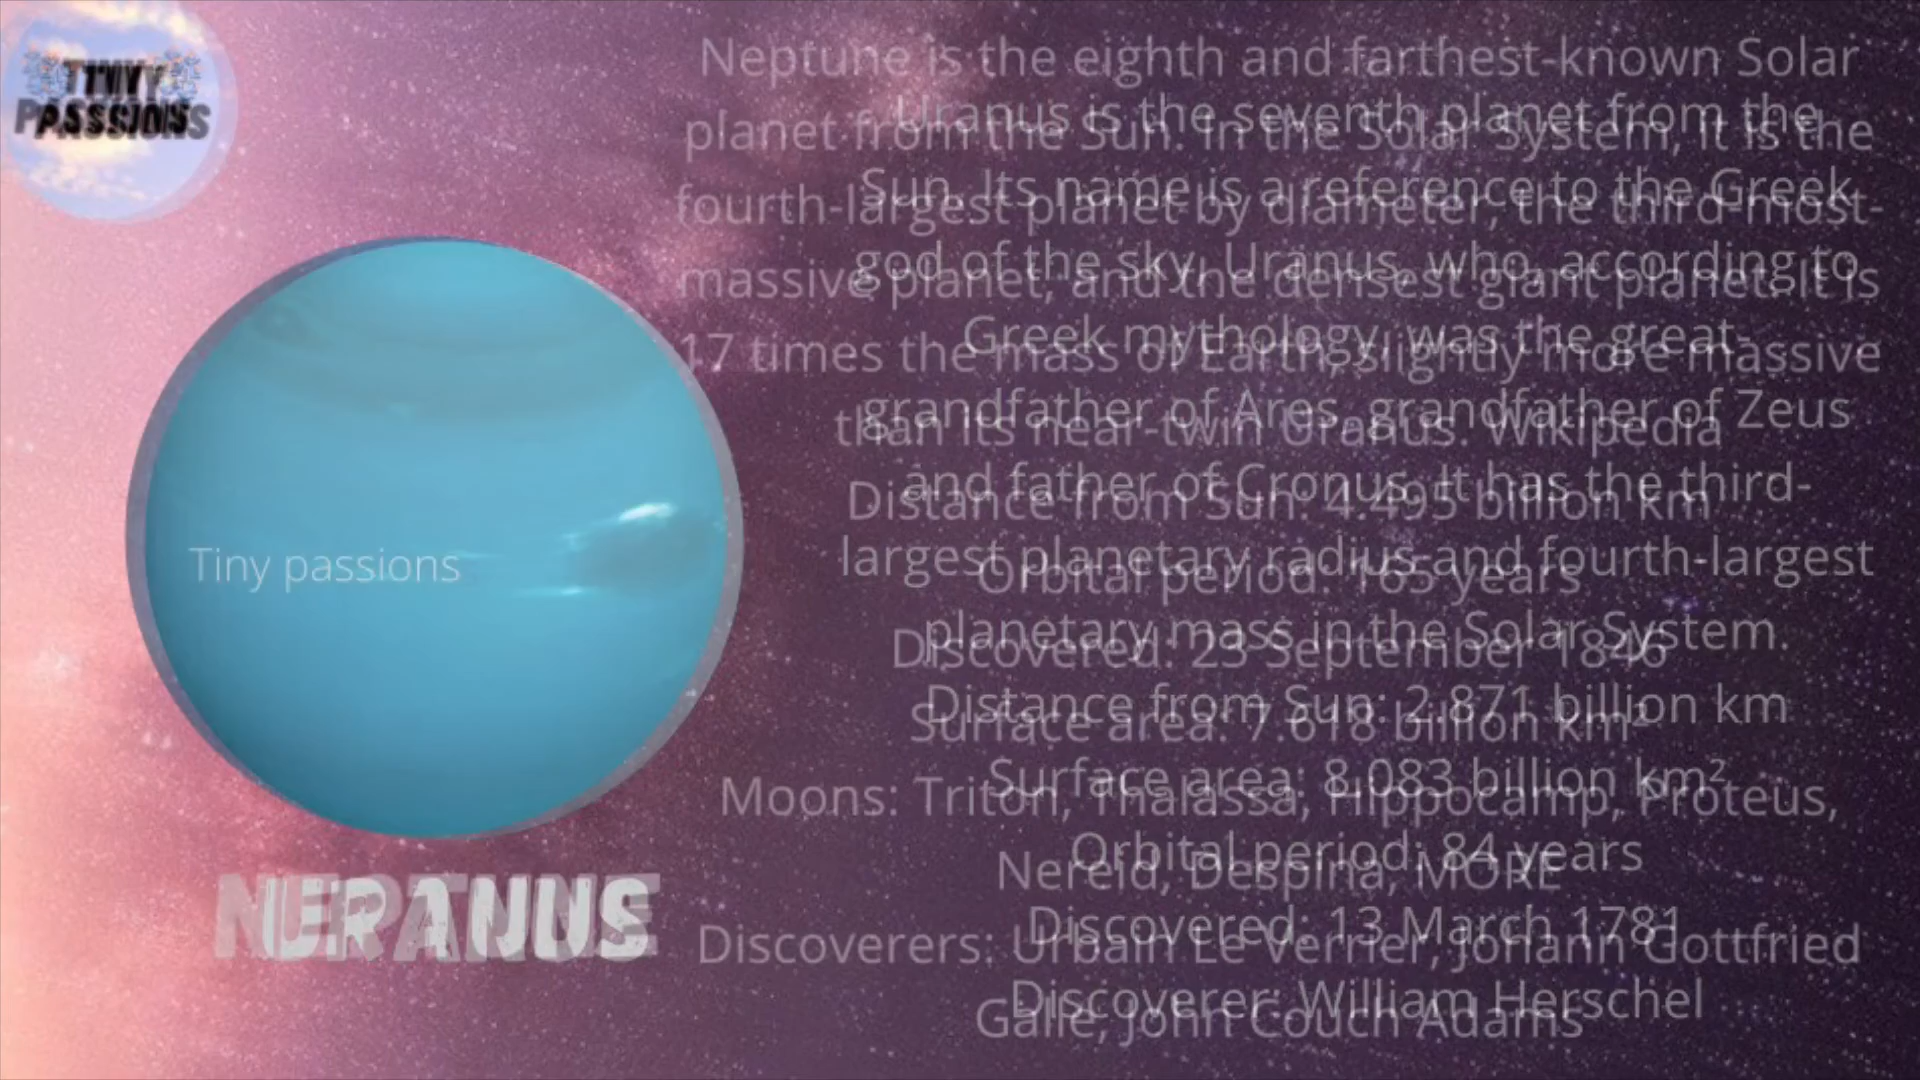 TINY
PASSIONS
Neptune is the eighth and farthest-known Solar
planet from the Sun. In the Solar System, it is the
fourth-largest planet by diameter, the third-most-
massive planet, and the densest giant planet. It is
17 times the mass of Earth, slightly more massive
than its near-twin Uranus. Wikipedia
Distance from Sun: 4.495 billion km
Orbital period: 165 years
Discovered: 23 September 1846
Surface area: 7.618 billion km²
Moons: Triton, Thalassa, Hippocamp, Proteus,
Nereid, Despina, MORE
Discoverers: Urbain Le Verrier, Johann Gottfried
Galle, John Couch Adams
Uranus is the seventh planet from the
Sun. Its name is a reference to the Greek
god of the sky, Uranus, who, according to
Greek mythology, was the great-
grandfather of Ares, grandfather of Zeus
and father of Cronus. It has the third-
largest planetary radius and fourth-largest
planetary mass in the Solar System.
Distance from Sun: 2.871 billion km
Surface area: 8.083 billion km²
Orbital period: 84 years
Discovered: 13 March 1781
Discoverer: William Herschel
Tiny passions
NEPTUNE
URANUS